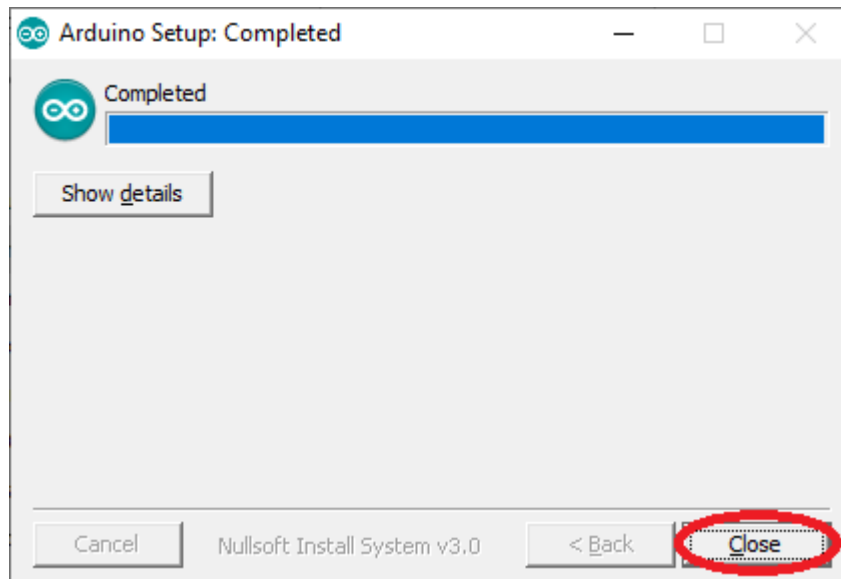 Arduino Setup: Completed
Completed
Show details
Cancel
Nullsoft Install System v3.0
< Back
Close